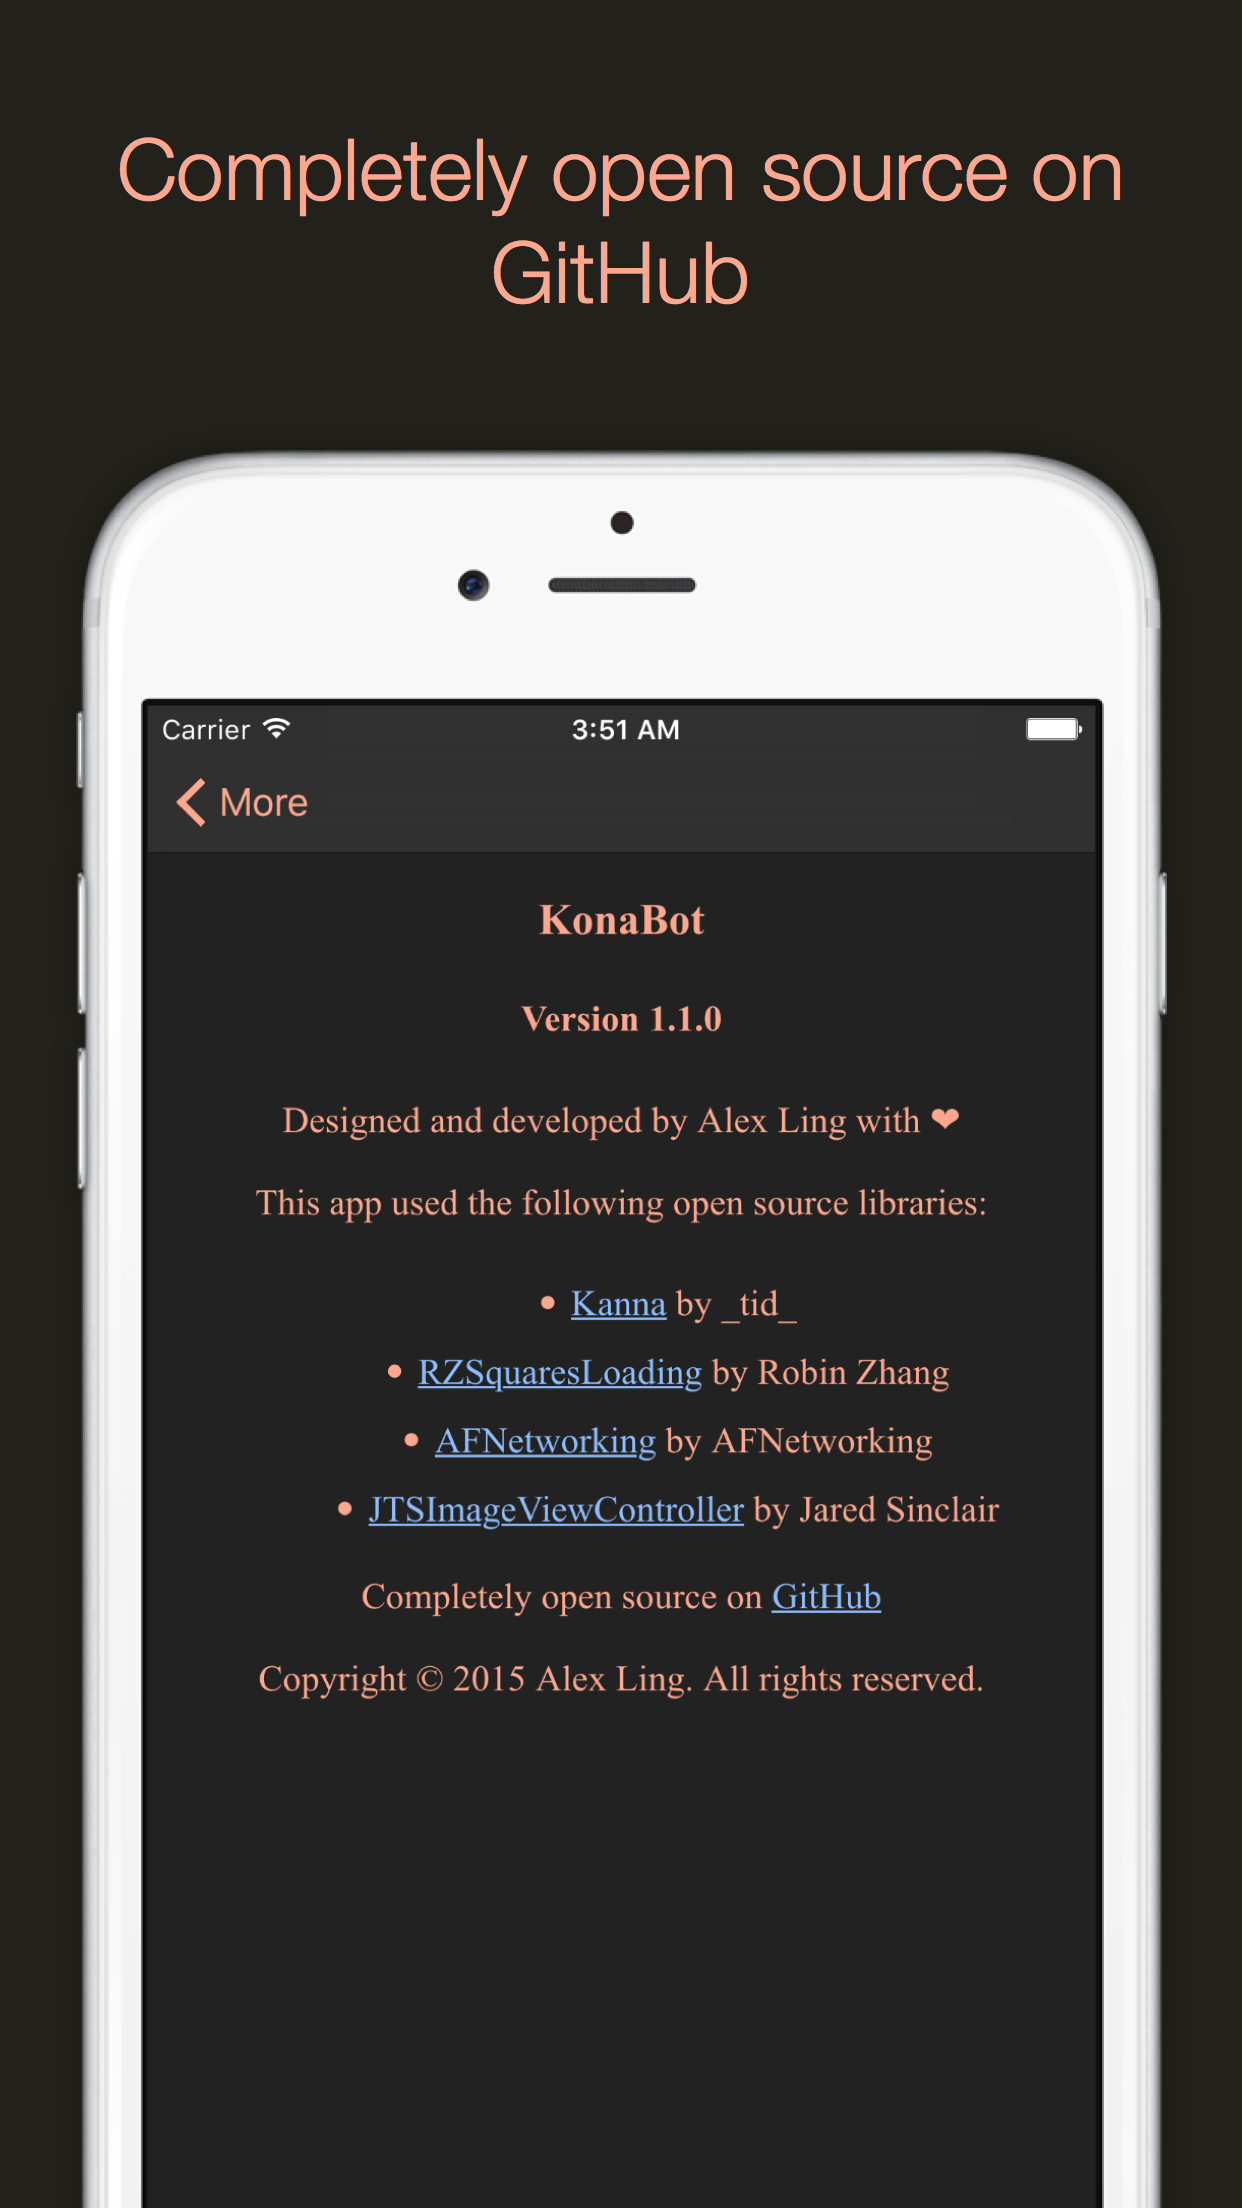 Completely open source on
GitHub
Carrier 3:51 AM
More
KonaBot
Version 1.1.0
Designed and developed by Alex Ling with ❤
This app used the following open source libraries:
• Kanna by _tid_
• RZSquaresLoading by Robin Zhang
• AFNetworking by AFNetworking
• JTSImageViewController by Jared Sinclair
Completely open source on GitHub
Copyright © 2015 Alex Ling. All rights reserved.